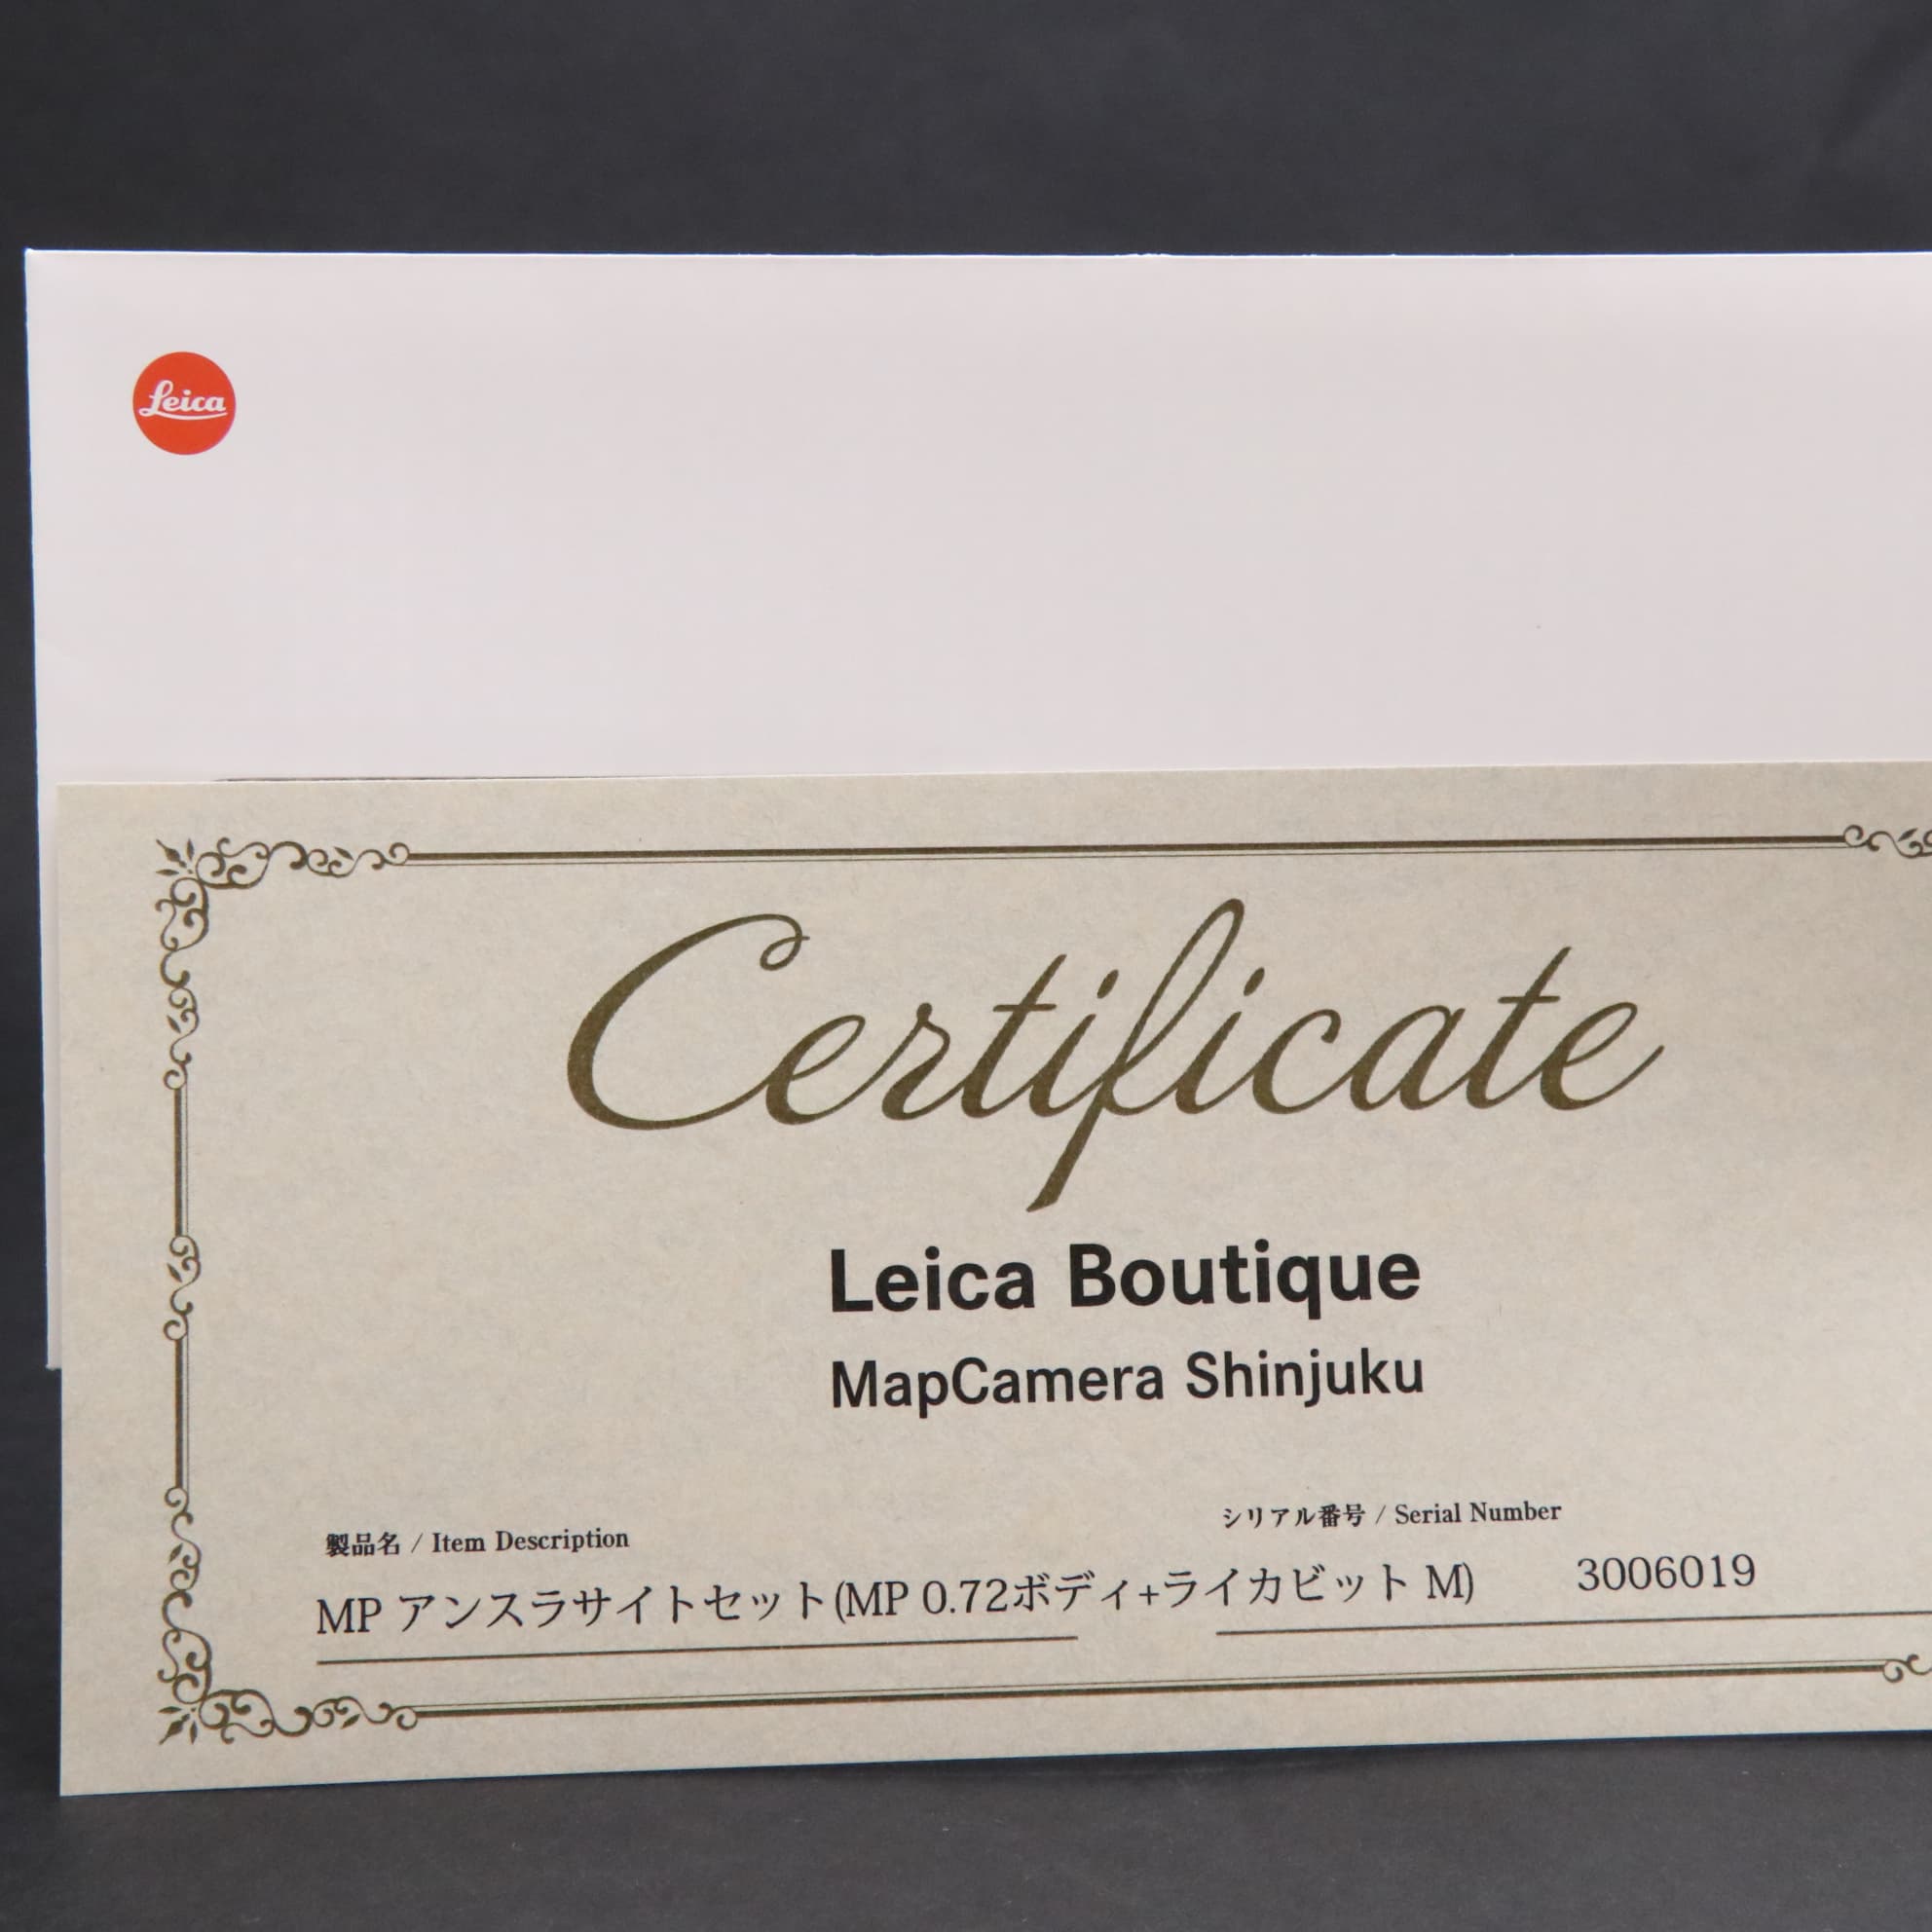 Leica
Certificate
Leica Boutique
MapCamera Shinjuku
製品名 / Item Description
シリアル番号 / Serial Number
MP アンスラサイトセット(MP 0.72ボディ+ライカビット M)
3006019